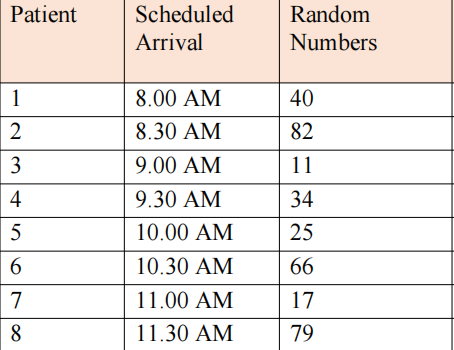 Patient Scheduled Arrival Random Numbers
1 8.00 AM 40
2 8.30 AM 82
3 9.00 AM 11
4 9.30 AM 34
5 10.00 AM 25
6 10.30 AM 66
7 11.00 AM 17
8 11.30 AM 79